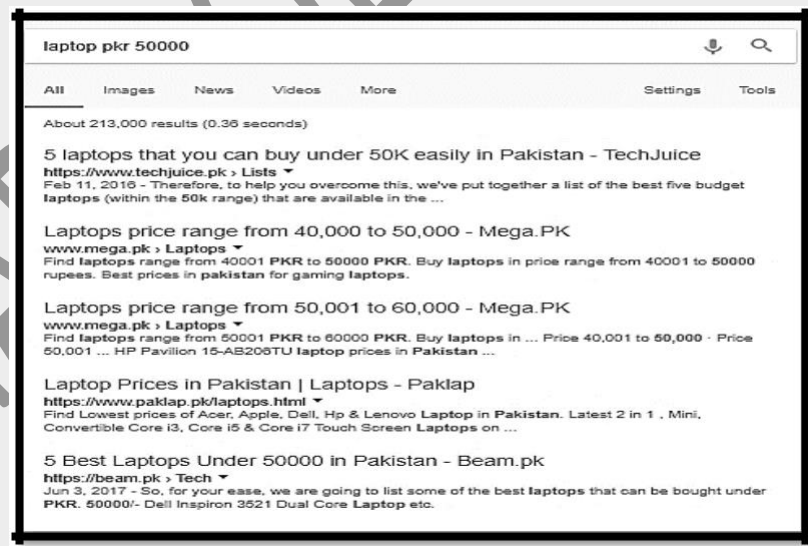 laptop pkr 50000
All Images News Videos More Settings Tools
About 213,000 results (0.36 seconds)
5 laptops that you can buy under 50K easily in Pakistan - TechJuice
https://www.techjuice.pk › Lists ▼
Feb 11, 2016 - Therefore, to help you overcome this, we've put together a list of the best five budget
laptops (within the 50k range) that are available in the ...
Laptops price range from 40,000 to 50,000 - Mega.PK
www.mega.pk › Laptops ▼
Find laptops range from 40001 PKR to 50000 PKR. Buy laptops in price range from 40001 to 50000
rupees. Best prices in pakistan for gaming laptops.
Laptops price range from 50,001 to 60,000 - Mega.PK
www.mega.pk › Laptops ▼
Find laptops range from 50001 PKR to 60000 PKR. Buy laptops in ... Price 40,001 to 50,000 · Price
50,001 ... HP Pavilion 15-AB206TU laptop prices in Pakistan ...
Laptop Prices in Pakistan | Laptops - Paklap
https://www.paklap.pk/laptops.html ▼
Find Lowest prices of Acer, Apple, Dell, Hp & Lenovo Laptop in Pakistan. Latest 2 in 1 , Mini,
Convertible Core i3, Core i5 & Core i7 Touch Screen Laptops on ...
5 Best Laptops Under 50000 in Pakistan - Beam.pk
https://beam.pk › Tech ▼
Jun 3, 2017 - So, for your ease, we are going to list some of the best laptops that can be bought under
PKR. 50000/- Dell Inspiron 3521 Dual Core Laptop etc.